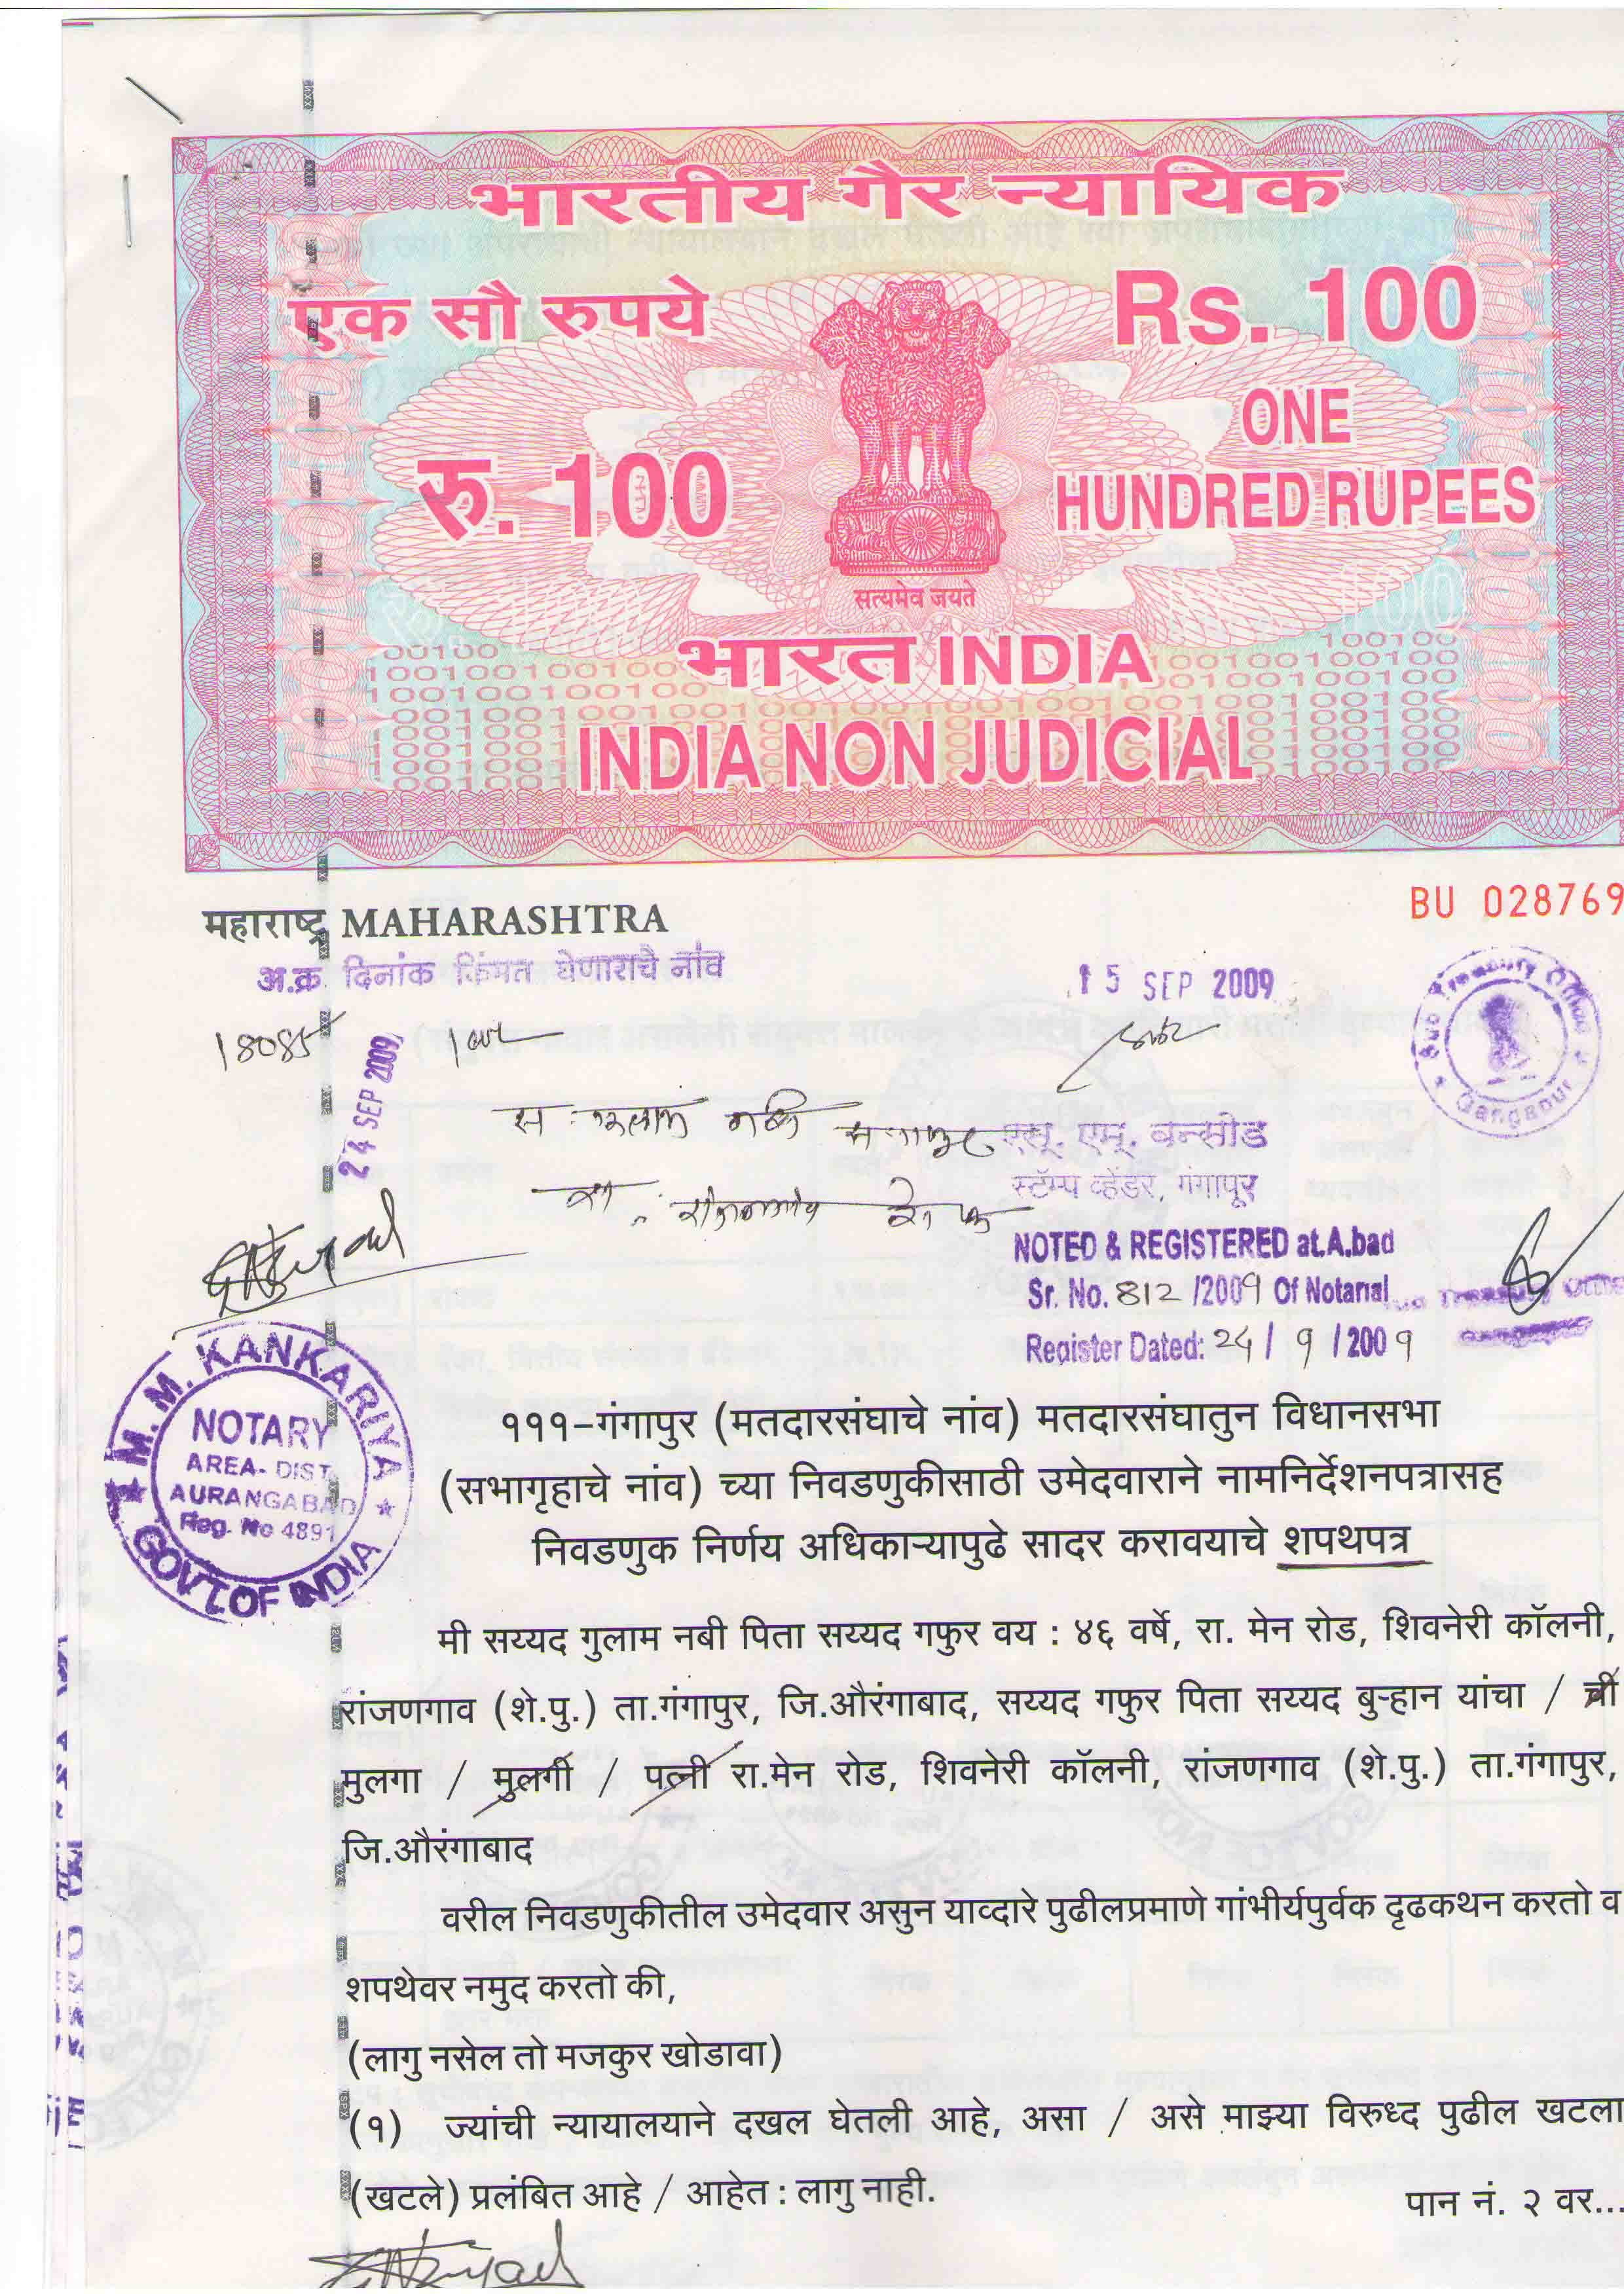 भारतीय गैर न्यायिक
एक सौ रुपये
Rs. 100
रु. 100
ONE
HUNDRED RUPEES
सत्यमेव जयते
भारत INDIA
INDIA NON JUDICIAL
महाराष्ट्र MAHARASHTRA
BU 028769
अ.क्र. दिनांक किंमत घेणाराचे नांव
15 SEP 2009
Sub Treasury Office
Gangapur
18085
24 SEP 2009
एस. एम. वन्सीड
स्टॅम्प व्हेंडर, गंगापूर
NOTED & REGISTERED at.A.bad
Sr. No. 812 /2009 Of Notarial
Register Dated: 24 / 9 / 2009
M. M. KANKARIYA
NOTARY
AREA- DIST.
AURANGABAD
Reg. No 4891
GOVT. OF INDIA
१११–गंगापुर (मतदारसंघाचे नांव) मतदारसंघातुन विधानसभा
(सभागृहाचे नांव) च्या निवडणुकीसाठी उमेदवाराने नामनिर्देशनपत्रासह
निवडणुक निर्णय अधिकाऱ्यापुढे सादर करावयाचे शपथपत्र
मी सय्यद गुलाम नबी पिता सय्यद गफुर वय : ४६ वर्षे, रा. मेन रोड, शिवनेरी कॉलनी,
रांजणगाव (शे.पु.) ता.गंगापुर, जि.औरंगाबाद, सय्यद गफुर पिता सय्यद बुऱ्हान यांचा / ची
मुलगा / मुलगी / पत्नी रा.मेन रोड, शिवनेरी कॉलनी, रांजणगाव (शे.पु.) ता.गंगापुर,
जि.औरंगाबाद
वरील निवडणुकीतील उमेदवार असुन याव्दारे पुढीलप्रमाणे गांभीर्यपुर्वक दृढकथन करतो व
शपथेवर नमुद करतो की,
(लागु नसेल तो मजकुर खोडावा)
(१) ज्यांची न्यायालयाने दखल घेतली आहे, असा / असे माझ्या विरुध्द पुढील खटला
(खटले) प्रलंबित आहे / आहेत : लागु नाही.
पान नं. २ वर...